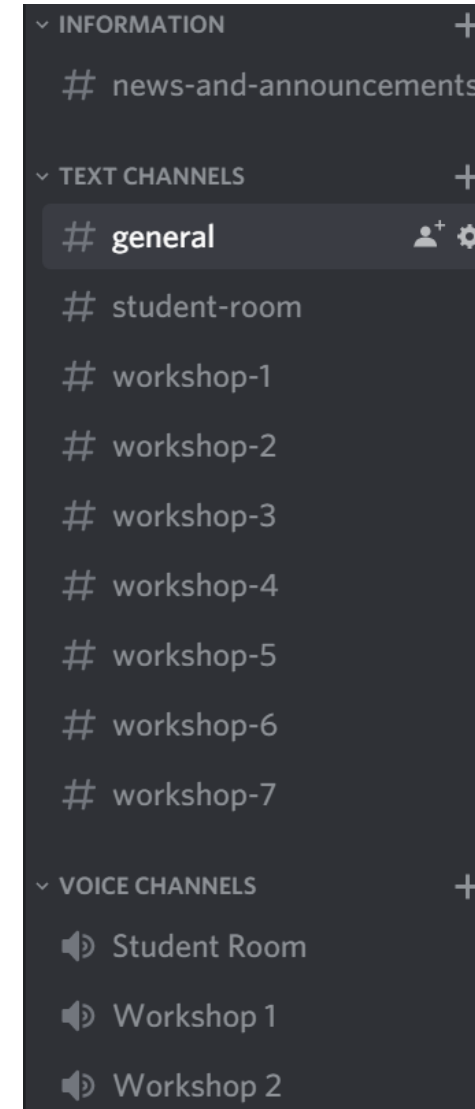 INFORMATION
# news-and-announcements
TEXT CHANNELS
# general
# student-room
# workshop-1
# workshop-2
# workshop-3
# workshop-4
# workshop-5
# workshop-6
# workshop-7
VOICE CHANNELS
Student Room
Workshop 1
Workshop 2